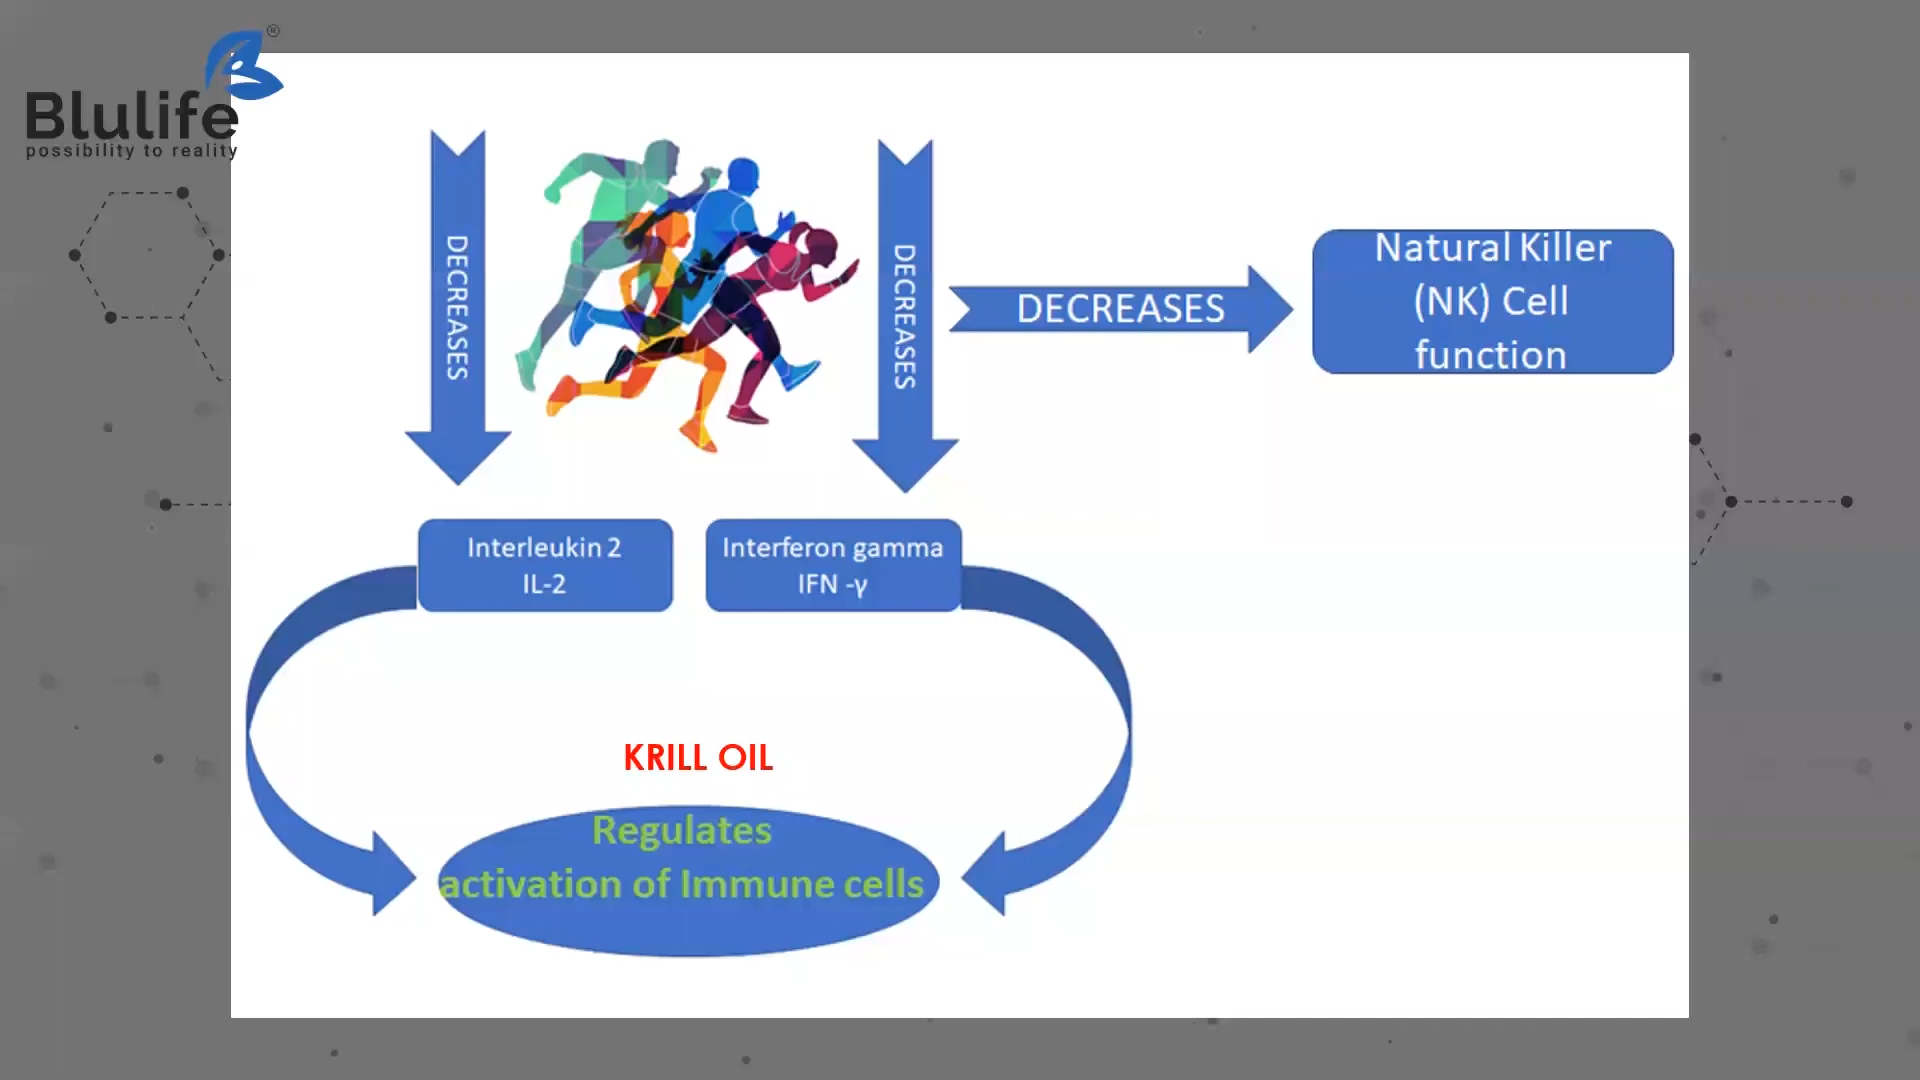 Blulife®
possibility to reality
DECREASES
DECREASES
DECREASES
Natural Killer
(NK) Cell
function
Interleukin 2
IL-2
Interferon gamma
IFN -γ
KRILL OIL
Regulates
activation of Immune cells